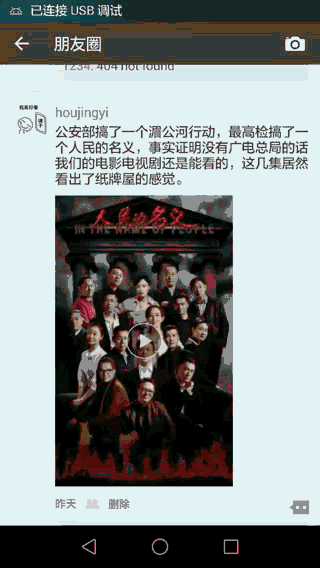 已连接 USB 调试
朋友圈
1234. 404 not found
houjingyi
公安部搞了一个湄公河行动，最高检搞了一
个人民的名义，事实证明没有广电总局的话
我们的电影电视剧还是能看的，这几集居然
看出了纸牌屋的感觉。
人民的名义
IN THE NAME OF PEOPLE
昨天
删除